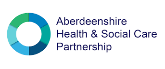 Aberdeenshire
Health & Social Care
Partnership